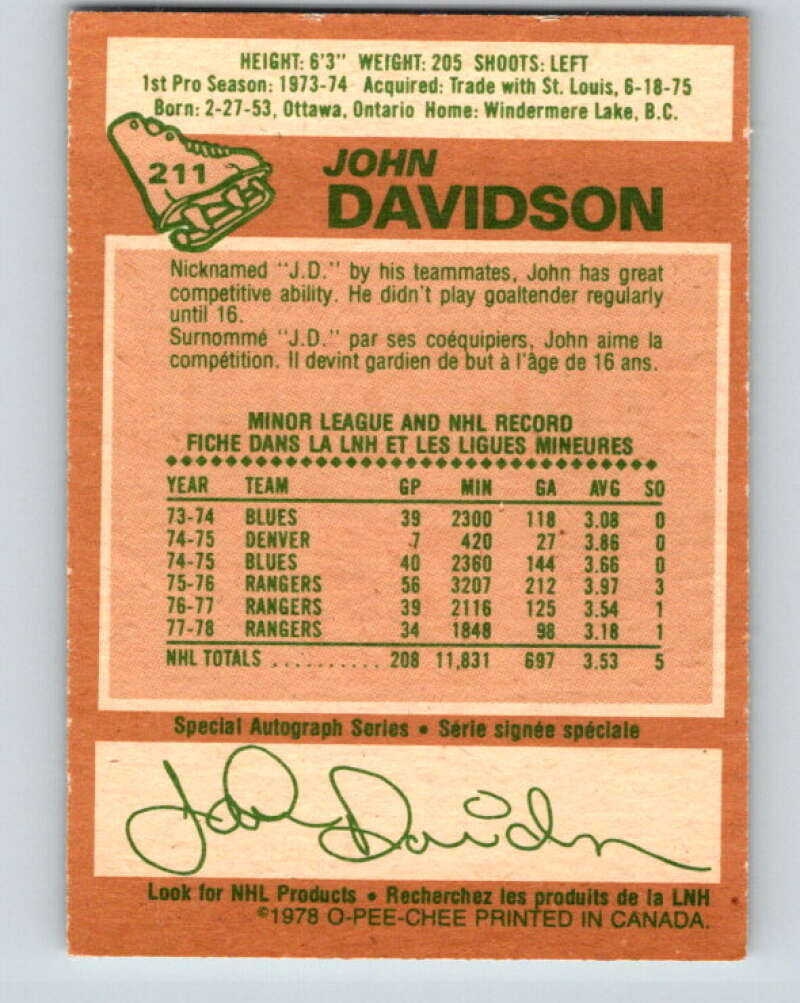 HEIGHT: 6'3" WEIGHT: 205 SHOOTS: LEFT
1st Pro Season: 1973-74 Acquired: Trade with St. Louis, 6-18-75
Born: 2-27-53, Ottawa, Ontario Home: Windermere Lake, B.C.
211
JOHN
DAVIDSON
Nicknamed "J.D." by his teammates, John has great
competitive ability. He didn't play goaltender regularly
until 16.
Surnommé "J.D." par ses coéquipiers, John aime la
compétition. Il devint gardien de but à l'âge de 16 ans.
MINOR LEAGUE AND NHL RECORD
FICHE DANS LA LNH ET LES LIGUES MINEURES
YEAR TEAM GP MIN GA AVG SO
73-74 BLUES 39 2300 118 3.08 0
74-75 DENVER 7 420 27 3.86 0
74-75 BLUES 40 2360 144 3.66 0
75-76 RANGERS 56 3207 212 3.97 3
76-77 RANGERS 39 2116 125 3.54 1
77-78 RANGERS 34 1848 98 3.18 1
NHL TOTALS .......... 208 11,831 697 3.53 5
Special Autograph Series • Série signée spéciale
John Davidson
Look for NHL Products • Recherchez les produits de la LNH
©1978 O-PEE-CHEE PRINTED IN CANADA.